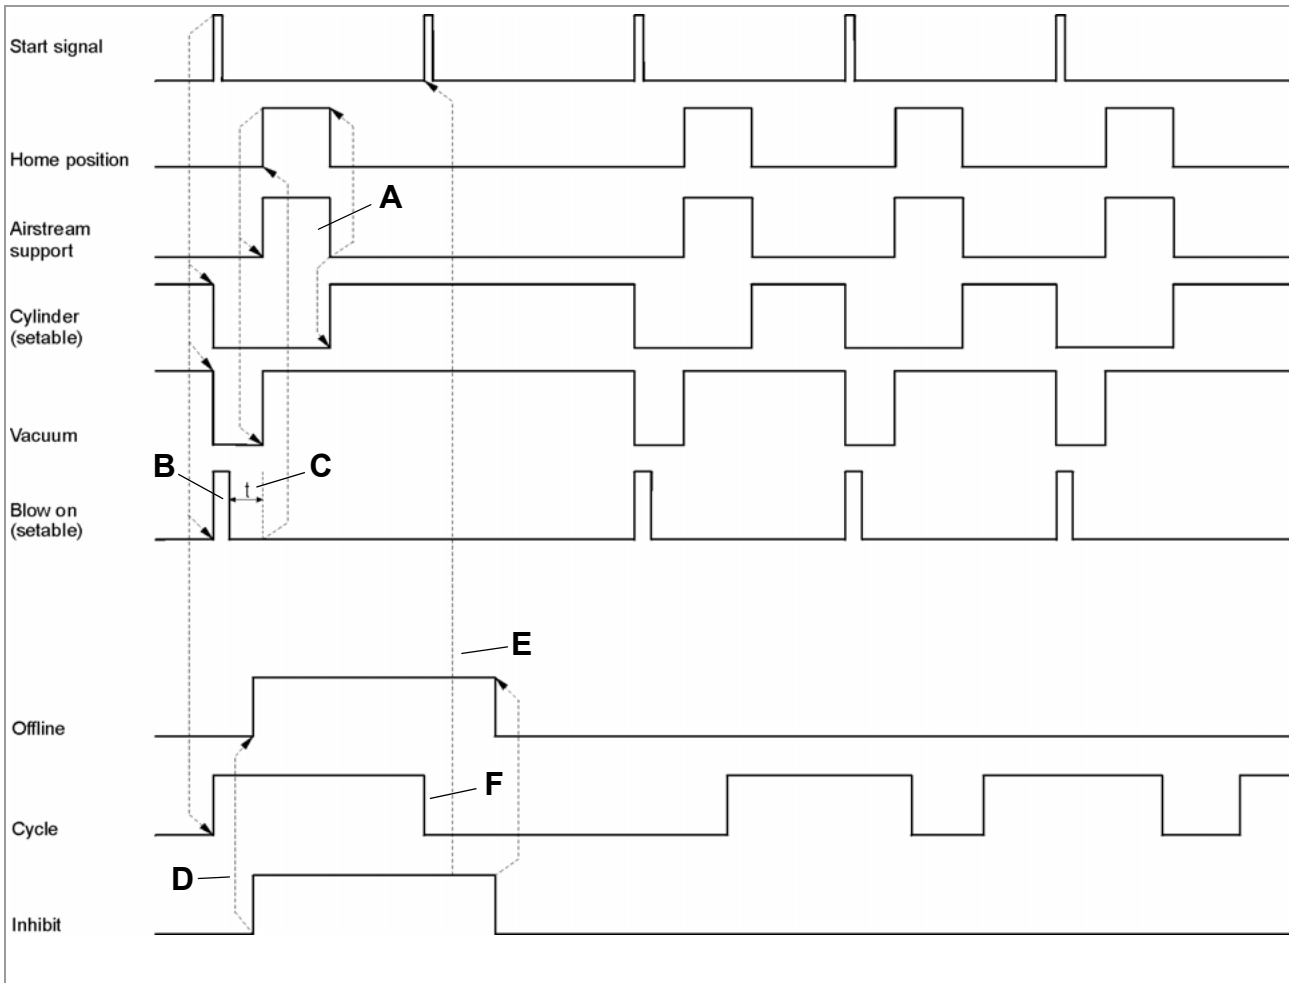 Start signal
Home position
A
Airstream
support
Cylinder
(setable)
Vacuum
B
C
t
Blow on
(setable)
E
Offline
F
Cycle
D
Inhibit